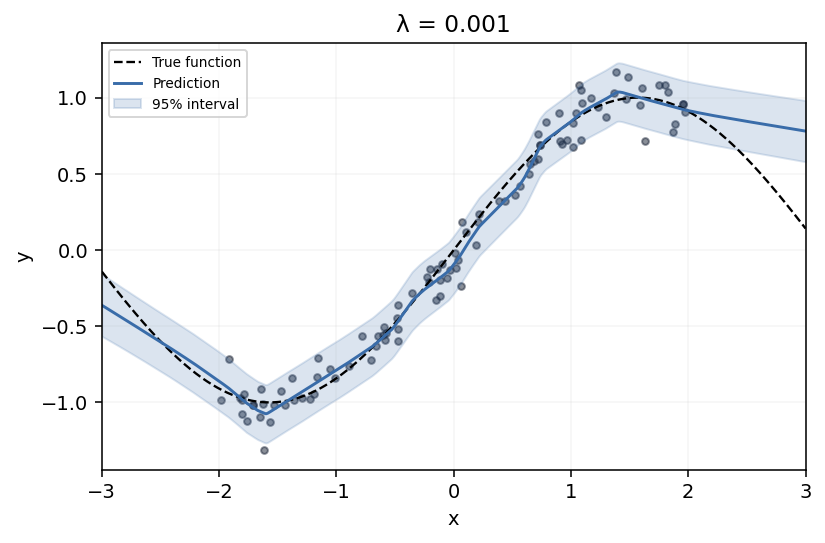 λ = 0.001
True function
Prediction
95% interval
y
1.0
0.5
0.0
−0.5
−1.0
−3 −2 −1 0 1 2 3
x